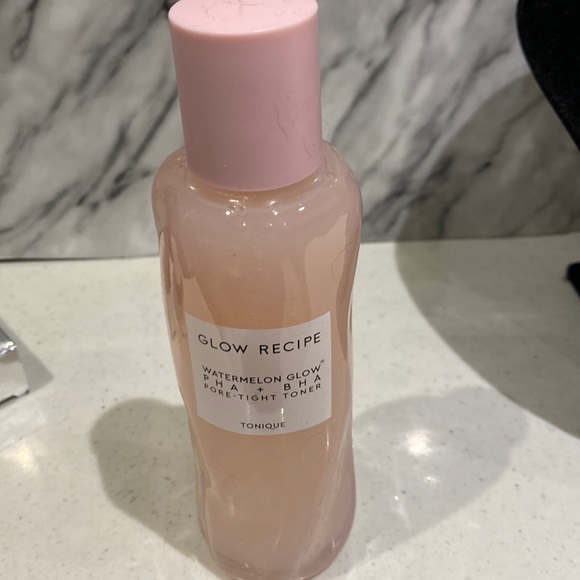 GLOW RECIPE
WATERMELON GLOW®
PHA + BHA
PORE-TIGHT TONER
TONIQUE